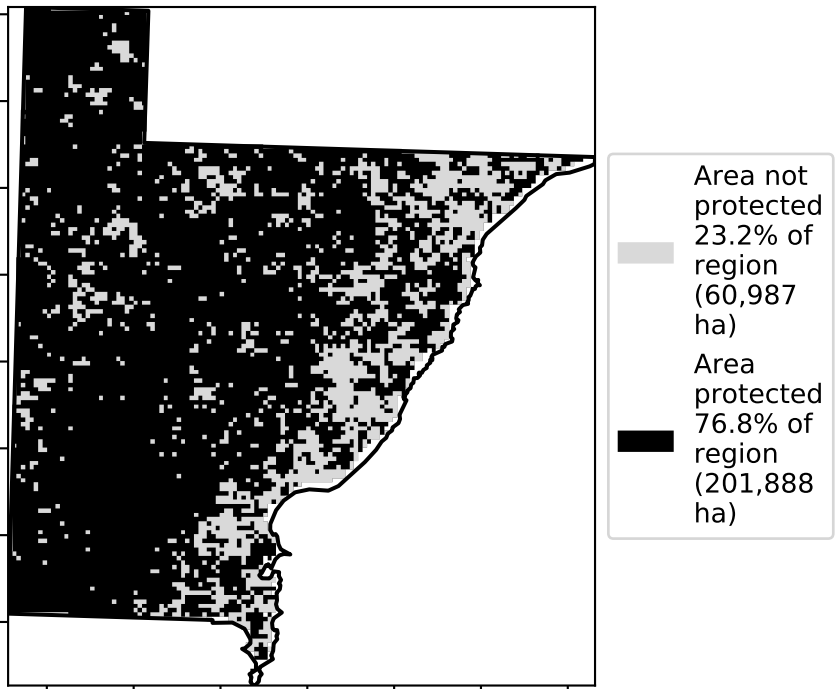 Area not
protected
23.2% of
region
(60,987
ha)
Area
protected
76.8% of
region
(201,888
ha)